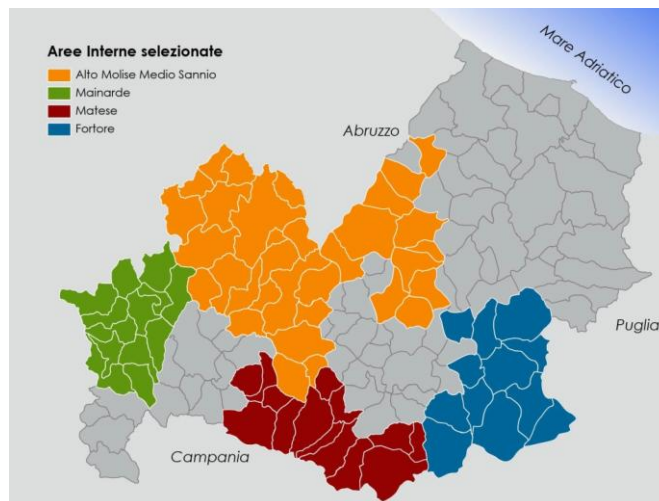 Mare Adriatico
Aree Interne selezionate
Alto Molise Medio Sannio
Mainarde
Matese
Fortore
Abruzzo
Puglia
Campania